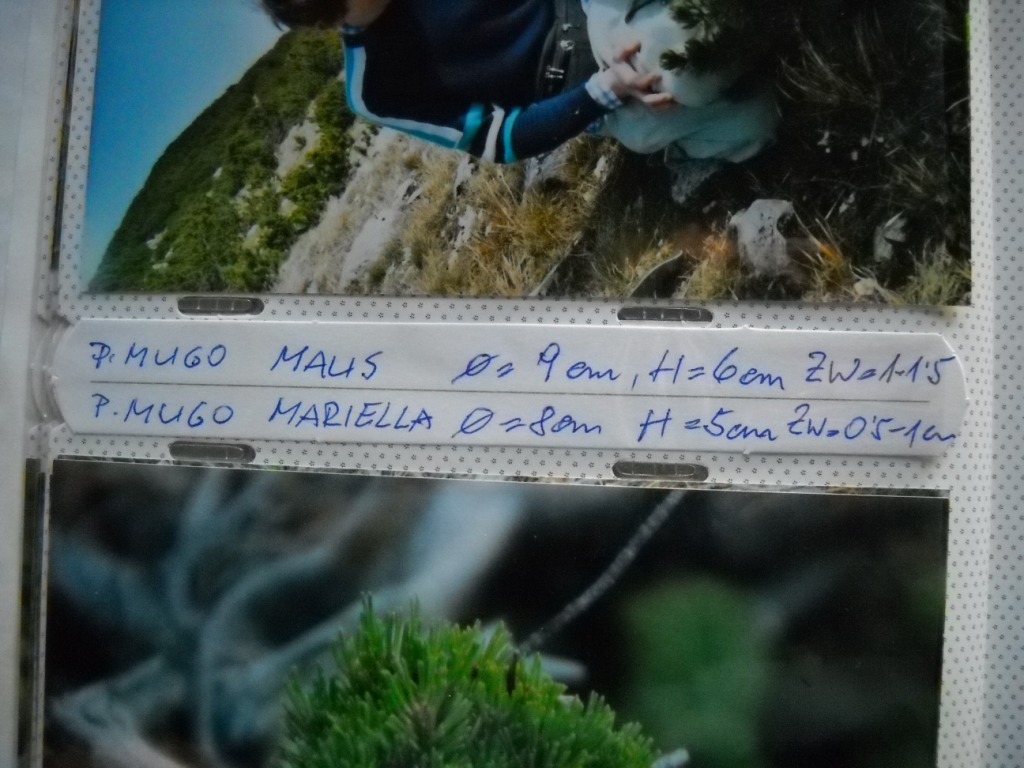 P. MUGO MALIS Ø = 9 cm, H = 6 cm ZW = 1-1'5
P. MUGO MARIELLA Ø = 8 cm H = 5 cm ZW = 0'5-1 cm